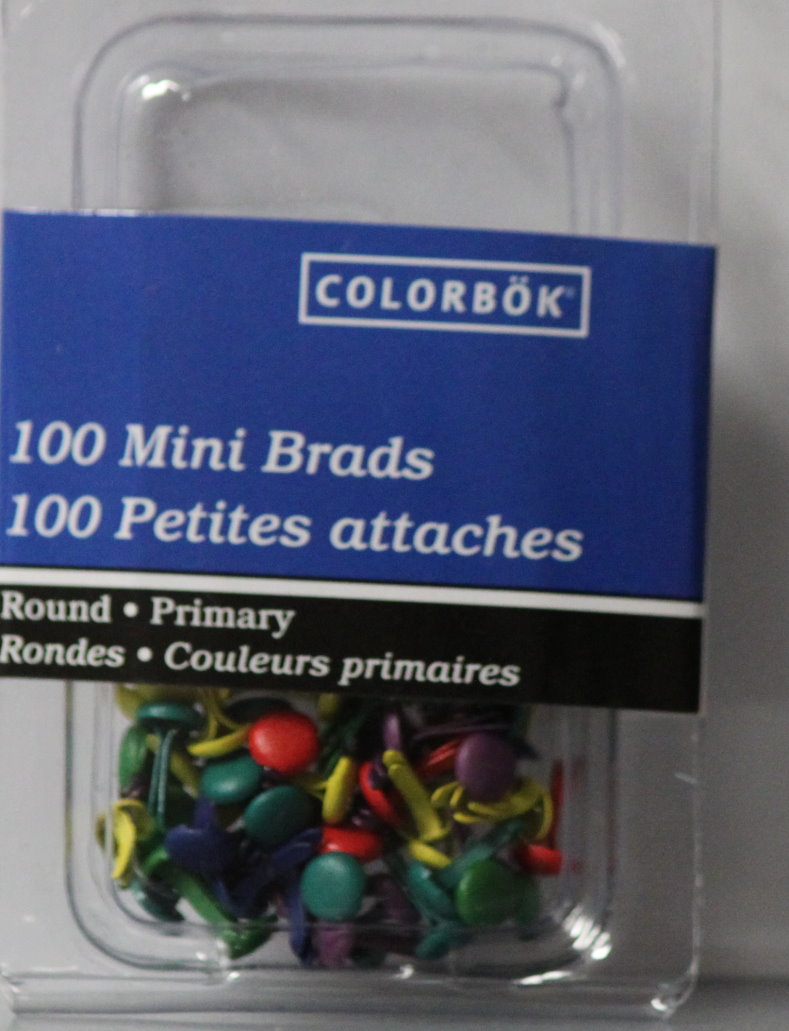 COLORBÖK®
100 Mini Brads
100 Petites attaches
Round • Primary
Rondes • Couleurs primaires